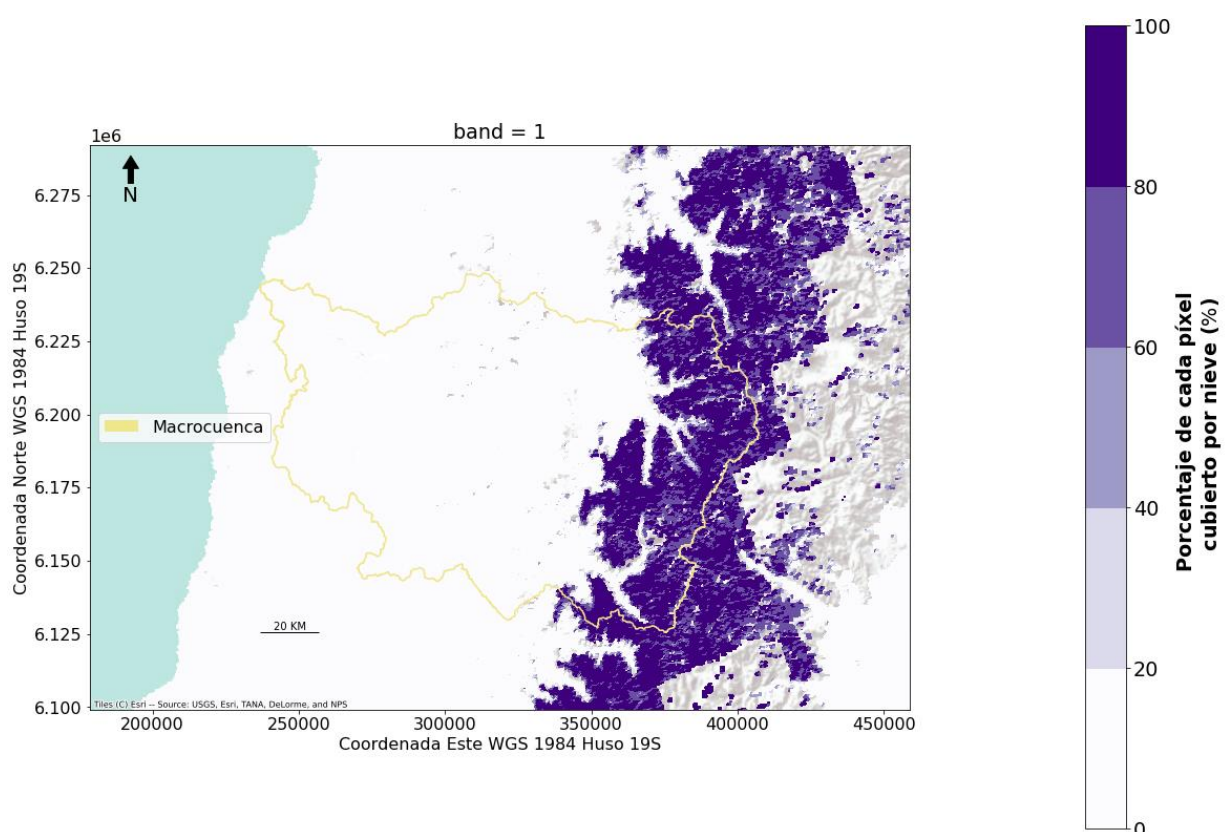 band = 1
1e6
N
6.275
6.250
6.225
6.200
6.175
6.150
6.125
6.100
Coordenada Norte WGS 1984 Huso 19S
Macrocuenca
20 KM
Tiles (C) Esri -- Source: USGS, Esri, TANA, DeLorme, and NPS
200000
250000
300000
350000
400000
450000
Coordenada Este WGS 1984 Huso 19S
100
80
60
40
20
0
Porcentaje de cada píxel
cubierto por nieve (%)